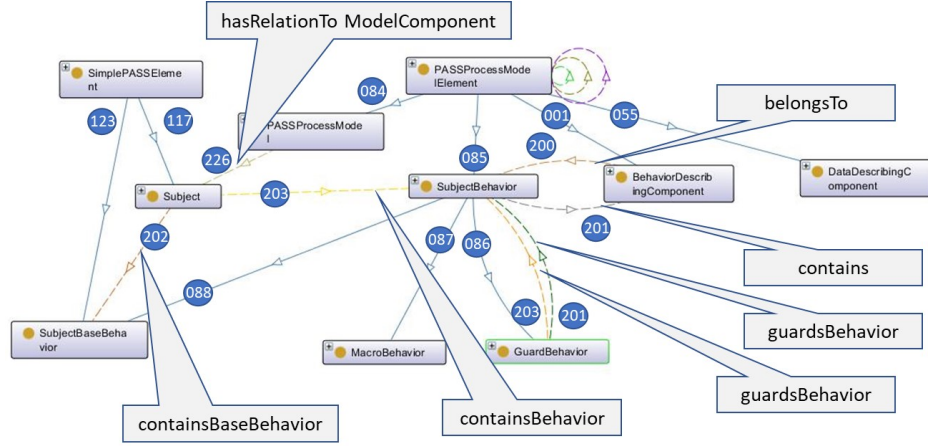 hasRelationTo ModelComponent
SimplePASSEleme
nt
PASSProcessMode
lElement
084
123
117
001
055
belongsTo
PASSProcessMode
l
200
226
085
BehaviorDescrib
ingComponent
DataDescribingC
omponent
Subject
203
SubjectBehavior
201
202
087
086
contains
088
203
201
guardsBehavior
SubjectBaseBeha
vior
MacroBehavior
GuardBehavior
guardsBehavior
containsBaseBehavior
containsBehavior